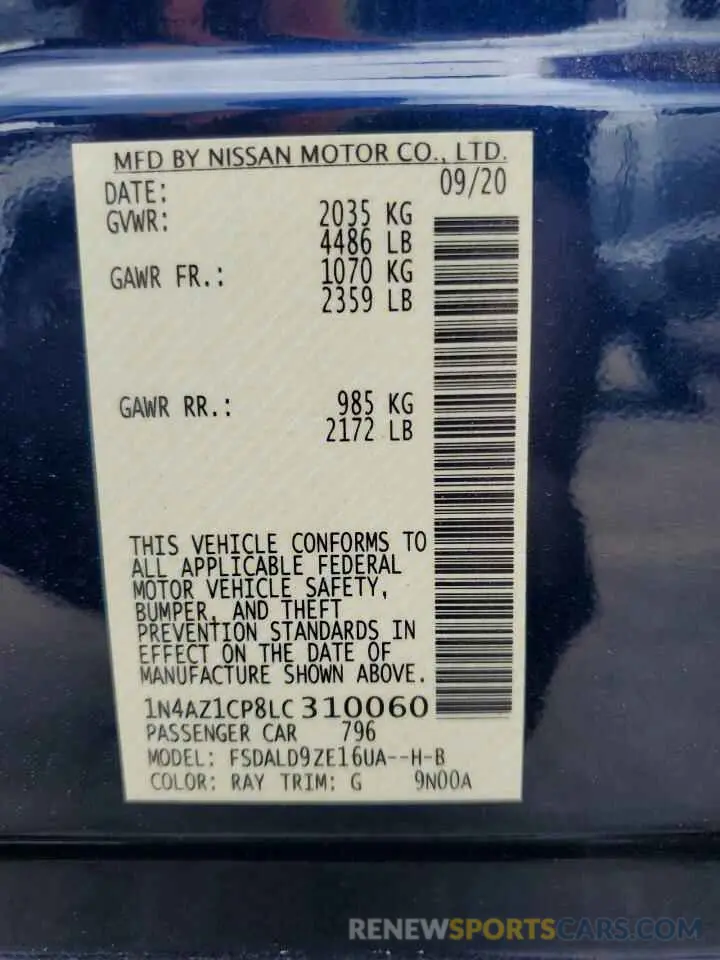 MFD BY NISSAN MOTOR CO., LTD.
DATE: 09/20
GVWR: 2035 KG
4486 LB
GAWR FR.: 1070 KG
2359 LB
GAWR RR.: 985 KG
2172 LB
THIS VEHICLE CONFORMS TO
ALL APPLICABLE FEDERAL
MOTOR VEHICLE SAFETY,
BUMPER, AND THEFT
PREVENTION STANDARDS IN
EFFECT ON THE DATE OF
MANUFACTURE SHOWN ABOVE.
1N4AZ1CP8LC310060
PASSENGER CAR 796
MODEL: FSDALD9ZE16UA--H-B
COLOR: RAY TRIM: G 9N00A
RENEWSPORTSCARS.COM